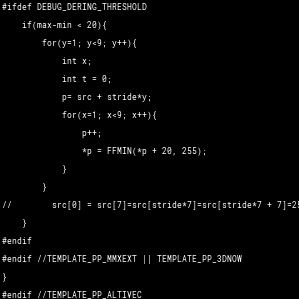 #ifdef DEBUG_DERING_THRESHOLD
if(max-min < 20){
for(y=1; y<9; y++){
int x;
int t = 0;
p= src + stride*y;
for(x=1; x<9; x++){
p++;
*p = FFMIN(*p + 20, 255);
}
}
// src[0] = src[7]=src[stride*7]=src[stride*7 + 7]=
}
#endif
#endif //TEMPLATE_PP_MMXEXT || TEMPLATE_PP_3DNOW
}
#endif //TEMPLATE_PP_ALTIVEC